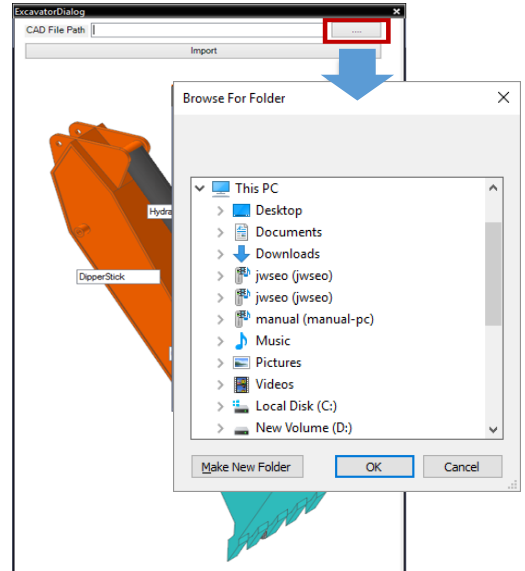 ExcavatorDialog
CAD File Path
....
Import
Browse For Folder
This PC
Desktop
Documents
Downloads
jwseo (jwseo)
jwseo (jwseo)
manual (manual-pc)
Music
Pictures
Videos
Local Disk (C:)
New Volume (D:)
Make New Folder
OK
Cancel
Hydra
DipperStick